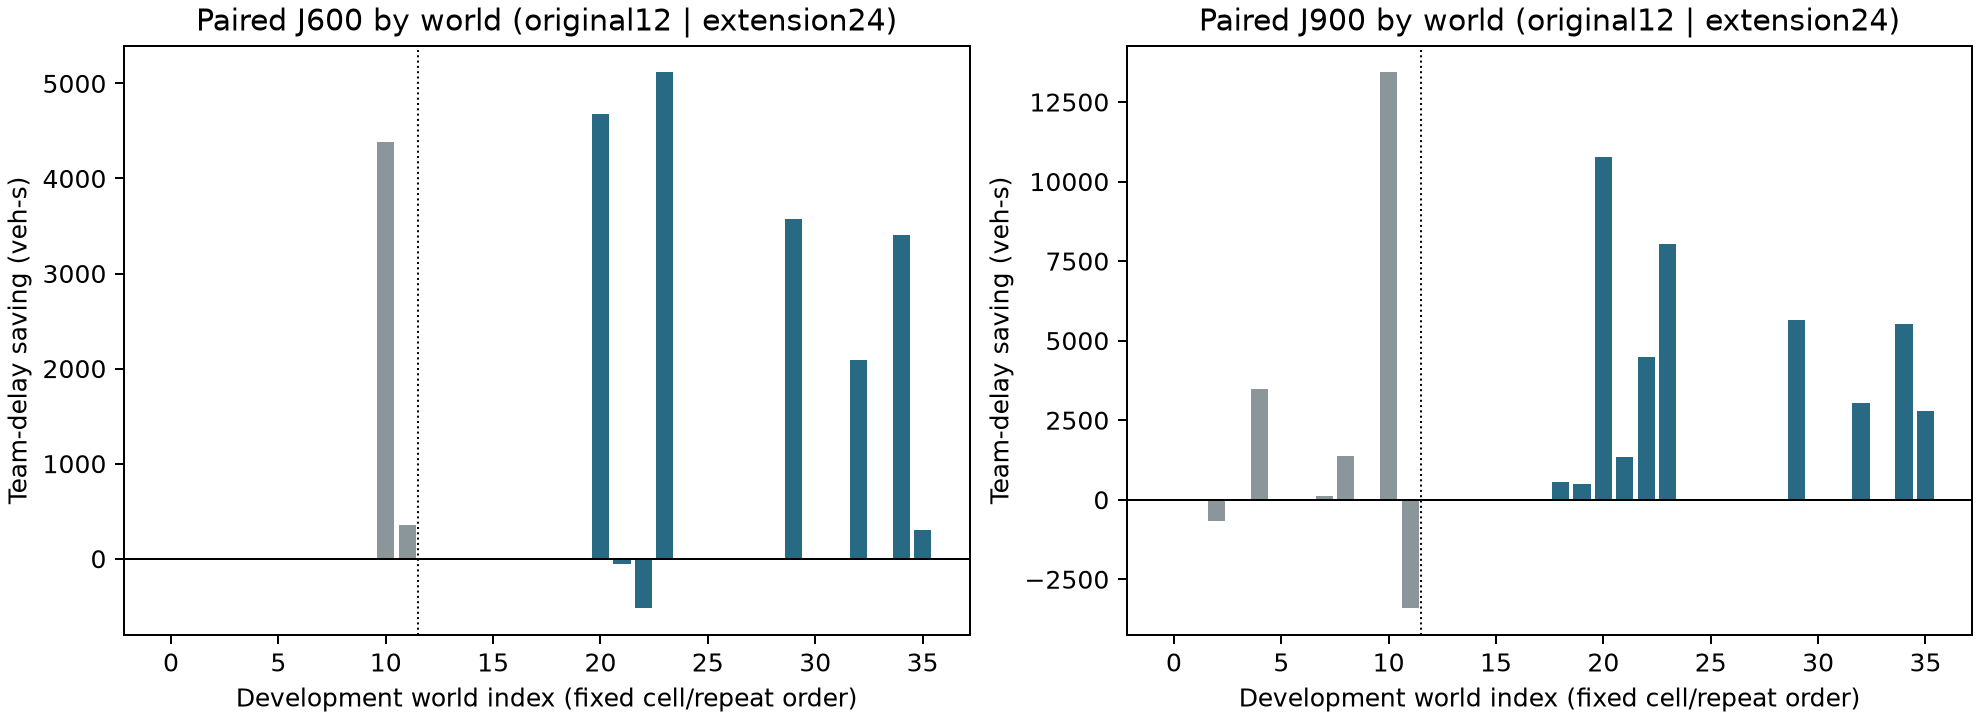 Paired J600 by world (original12 | extension24)
Team-delay saving (veh-s)
5000
4000
3000
2000
1000
0
0 5 10 15 20 25 30 35
Development world index (fixed cell/repeat order)
Paired J900 by world (original12 | extension24)
Team-delay saving (veh-s)
12500
10000
7500
5000
2500
0
−2500
0 5 10 15 20 25 30 35
Development world index (fixed cell/repeat order)